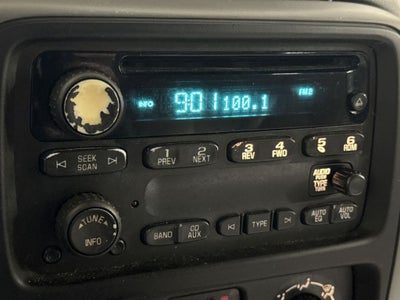 INFO 901 100.1 FM2
SEEK
SCAN
1
PREV
2
NEXT
3
REV
4
FWD
5
6
RDM
AUDIO
TYPE
TUNE
INFO
BAND
CD
AUX
TYPE
AUTO
EQ
AUTO
VOL